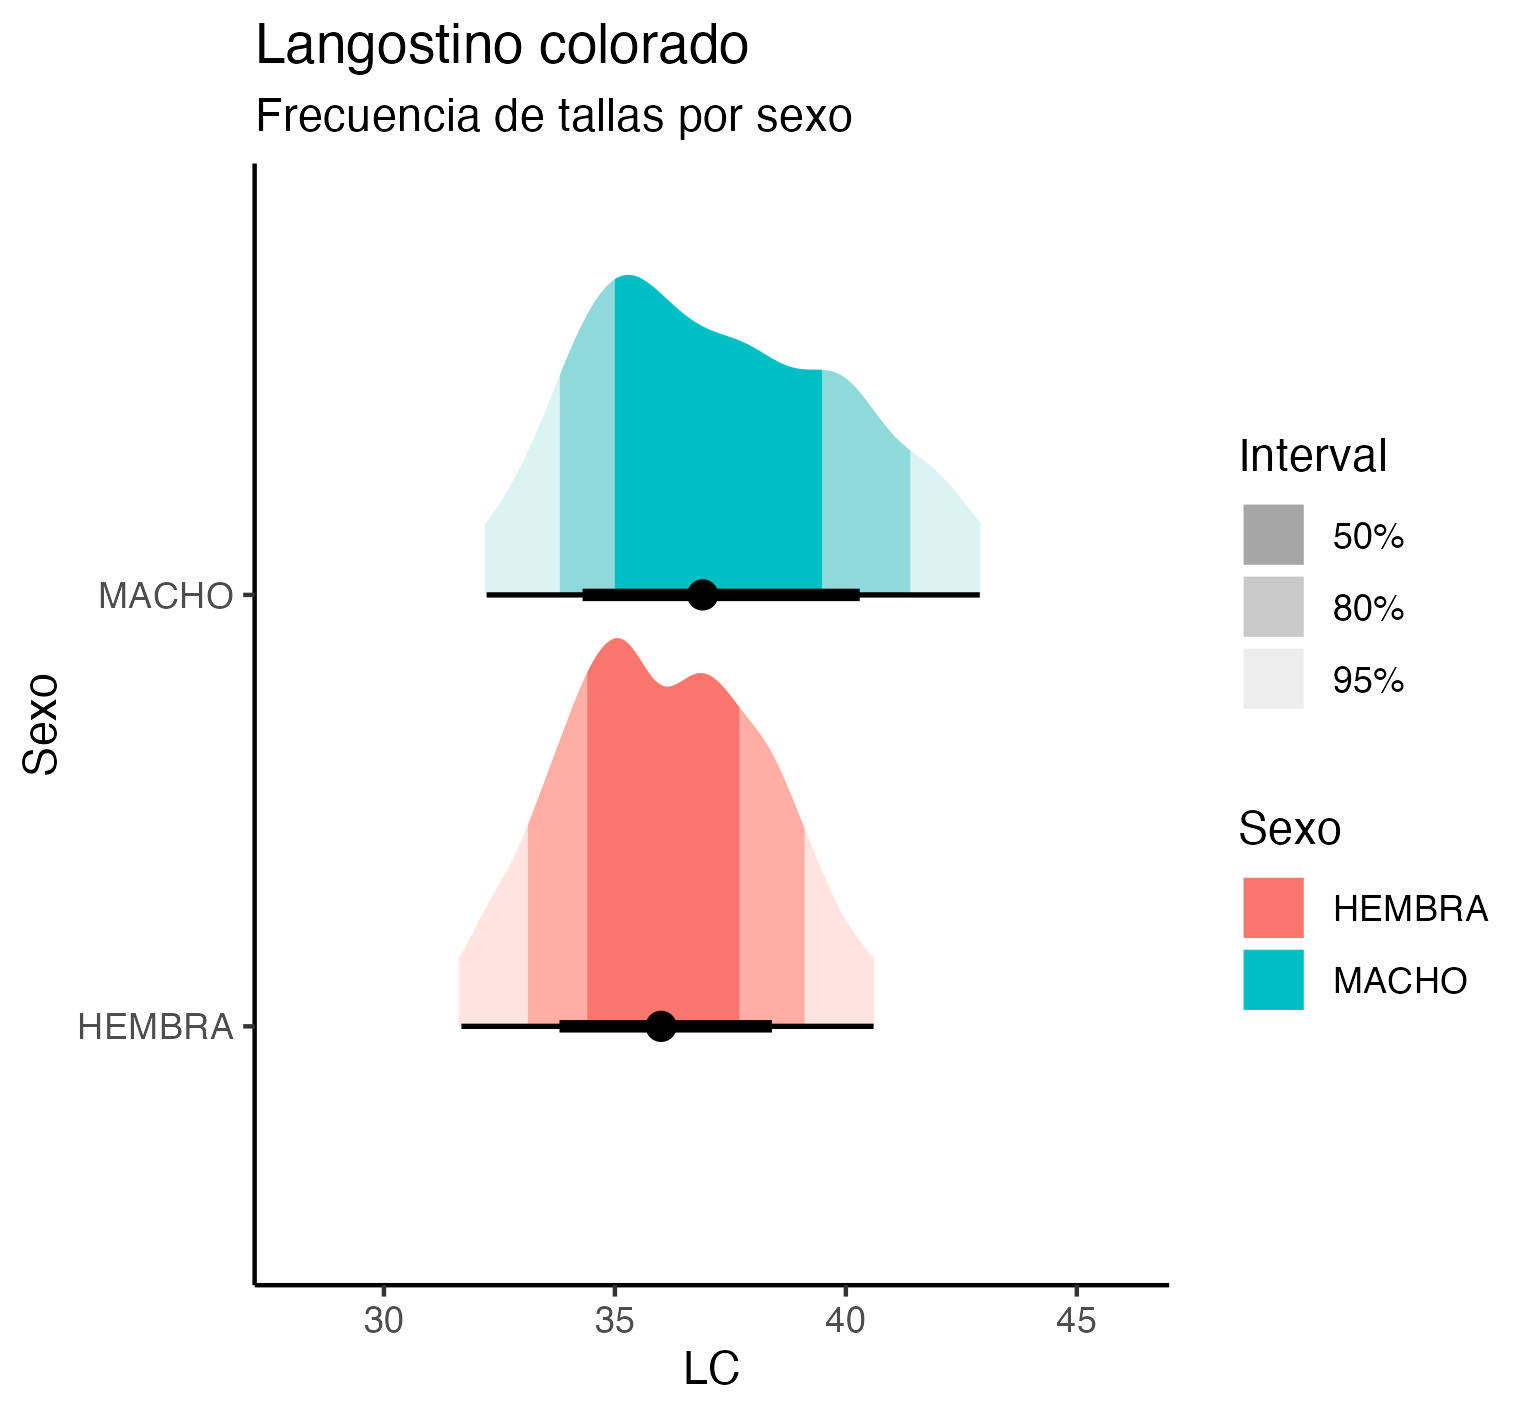 Langostino colorado
Frecuencia de tallas por sexo
Sexo
MACHO
HEMBRA
30 35 40 45
LC
Interval
50%
80%
95%
Sexo
HEMBRA
MACHO